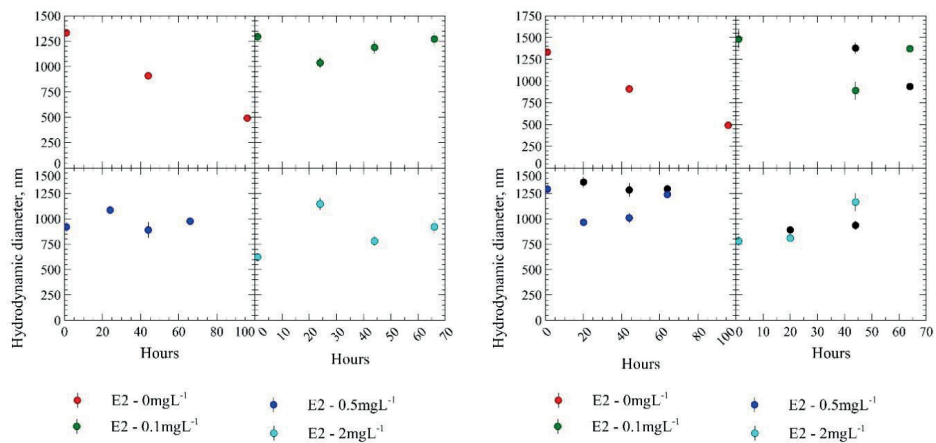 1500
1250
1000
750
500
250
0
1500
1250
1000
750
500
250
0
Hydrodynamic diameter, nm
0 20 40 60 80 100
0 10 20 30 40 50 60 70
Hours
Hours
E2 - 0mgL-1
E2 - 0.1mgL-1
E2 - 0.5mgL-1
E2 - 2mgL-1
1750
1500
1250
1000
750
500
250
0
1500
1250
1000
750
500
250
0
Hydrodynamic diameter, nm
0 20 40 60 80 100
0 10 20 30 40 50 60 70
Hours
Hours
E2 - 0mgL-1
E2 - 0.1mgL-1
E2 - 0.5mgL-1
E2 - 2mgL-1